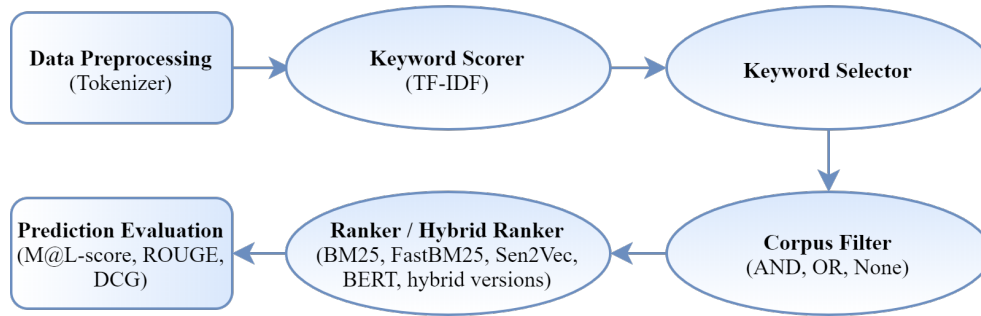 Data Preprocessing
(Tokenizer)
Keyword Scorer
(TF-IDF)
Keyword Selector
Prediction Evaluation
(M@L-score, ROUGE,
DCG)
Ranker / Hybrid Ranker
(BM25, FastBM25, Sen2Vec,
BERT, hybrid versions)
Corpus Filter
(AND, OR, None)